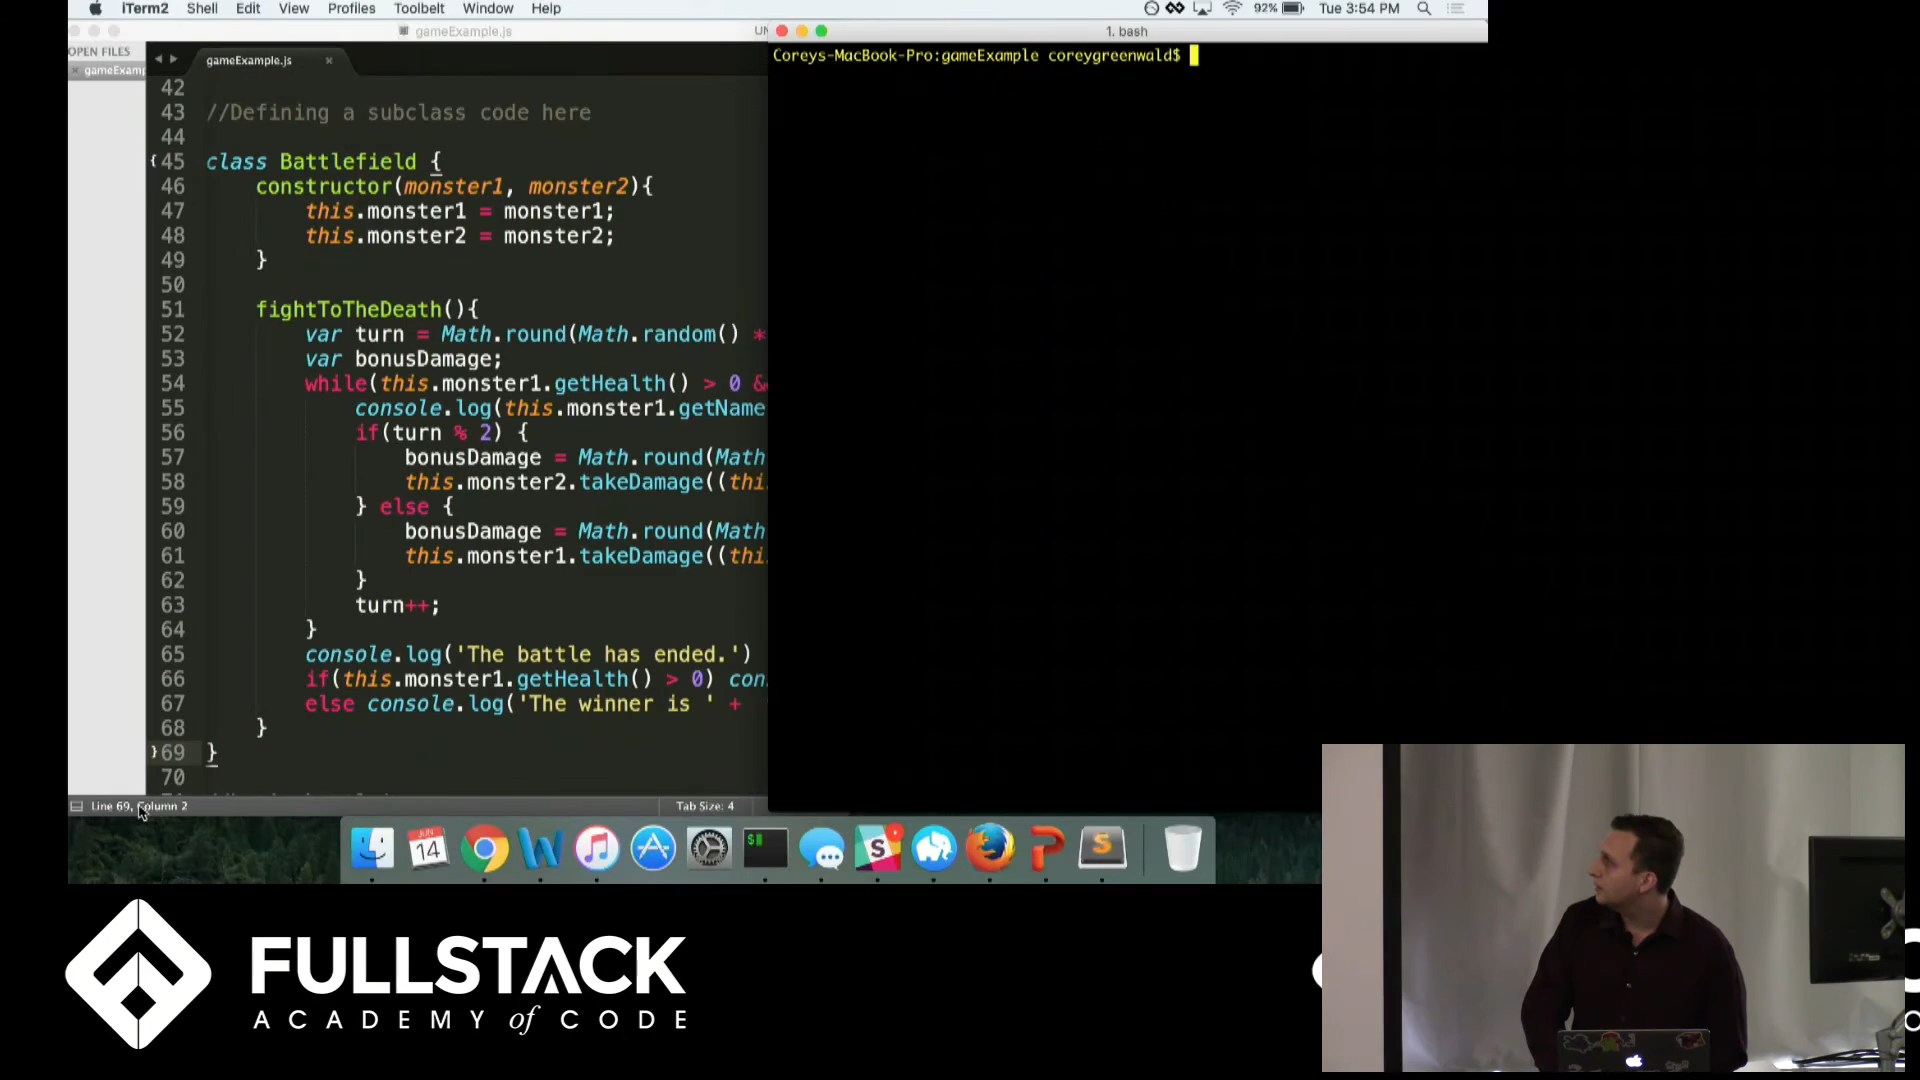 iTerm2 Shell Edit View Profiles Toolbelt Window Help 92% Tue 3:54 PM
gameExample.js UN 1. bash
OPEN FILES
gameExample.js
gameExamp
Coreys-MacBook-Pro:gameExample coreygreenwald$
42
43 //Defining a subclass code here
44
45 class Battlefield {
46 constructor(monster1, monster2){
47 this.monster1 = monster1;
48 this.monster2 = monster2;
49 }
50
51 fightToTheDeath(){
52 var turn = Math.round(Math.random() *
53 var bonusDamage;
54 while(this.monster1.getHealth() > 0 &
55 console.log(this.monster1.getName
56 if(turn % 2) {
57 bonusDamage = Math.round(Math
58 this.monster2.takeDamage((thi
59 } else {
60 bonusDamage = Math.round(Math
61 this.monster1.takeDamage((thi
62 }
63 turn++;
64 }
65 console.log('The battle has ended.')
66 if(this.monster1.getHealth() > 0) con
67 else console.log('The winner is ' +
68 }
69 }
70
Line 69, Column 2 Tab Size: 4
JUN
14
FULLSTACK
ACADEMY of CODE